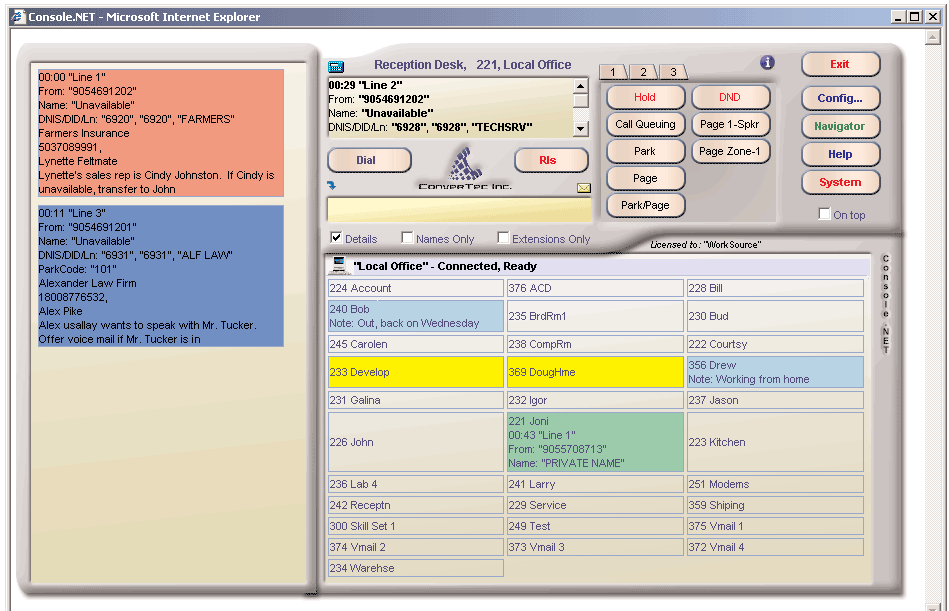 Console.NET - Microsoft Internet Explorer
00:00 "Line 1"
From: "9054691202"
Name: "Unavailable"
DNIS/DID/Ln: "6920", "6920", "FARMERS"
Farmers Insurance
5037089991,
Lynette Feltmate
Lynette's sales rep is Cindy Johnston. If Cindy is
unavailable, transfer to John
00:11 "Line 3"
From: "9054691201"
Name: "Unavailable"
DNIS/DID/Ln: "6931", "6931", "ALF LAW"
ParkCode: "101"
Alexander Law Firm
18008776532,
Alex Pike
Alex usallay wants to speak with Mr. Tucker.
Offer voice mail if Mr. Tucker is in
Reception Desk, 221, Local Office
00:29 "Line 2"
From: "9054691202"
Name: "Unavailable"
DNIS/DID/Ln: "6928", "6928", "TECHSRV"
Dial
Rls
ConverTec Inc.
1 2 3
Hold DND
Call Queuing Page 1-Spkr
Park Page Zone-1
Page
Park/Page
Exit
Config...
Navigator
Help
System
On top
Details Names Only Extensions Only
Licensed to: "WorkSource"
"Local Office" - Connected, Ready
224 Account 376 ACD 228 Bill
240 Bob
Note: Out, back on Wednesday
235 BrdRm1 230 Bud
245 Carolen 238 CompRm 222 Courtsy
233 Develop 369 DougHme
356 Drew
Note: Working from home
231 Galina 232 Igor 237 Jason
226 John
221 Joni
00:43 "Line 1"
From: "9055708713"
Name: "PRIVATE NAME"
223 Kitchen
236 Lab 4 241 Larry 251 Modems
242 Receptn 229 Service 359 Shiping
300 Skill Set 1 249 Test 375 Vmail 1
374 Vmail 2 373 Vmail 3 372 Vmail 4
234 Warehse
Console.NET